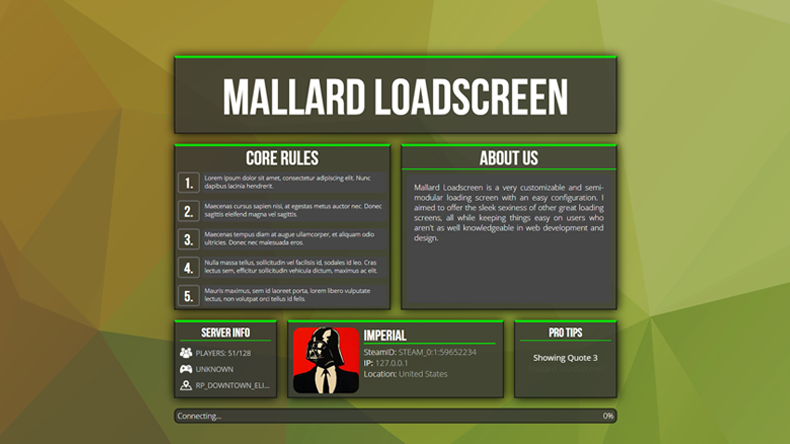 MALLARD LOADSCREEN
CORE RULES
1.
Lorem ipsum dolor sit amet, consectetur adipiscing elit. Nunc
dapibus lacinia hendrerit.
2.
Maecenas cursus sapien nisi, at egestas metus auctor nec. Donec
sagittis eleifend magna vel sagittis.
3.
Maecenas tempus diam at augue ullamcorper, et aliquam odio
ultricies. Donec nec malesuada eros.
4.
Nulla massa tellus, sollicitudin vel facilisis id, sodales id leo. Cras
lectus sem, efficitur sollicitudin vehicula dictum, maximus ac elit.
5.
Mauris maximus, sem id laoreet porta, lorem libero vulputate
lectus, non volutpat orci tellus id felis.
ABOUT US
Mallard Loadscreen is a very customizable and semi-
modular loading screen with an easy configuration. I
aimed to offer the sleek sexiness of other great loading
screens, all while keeping things easy on users who
aren't as well knowledgeable in web development and
design.
SERVER INFO
PLAYERS: 51/128
UNKNOWN
RP_DOWNTOWN_ELI...
IMPERIAL
SteamID: STEAM_0:1:59652234
IP: 127.0.0.1
Location: United States
PRO TIPS
Showing Quote 3
Connecting...
0%